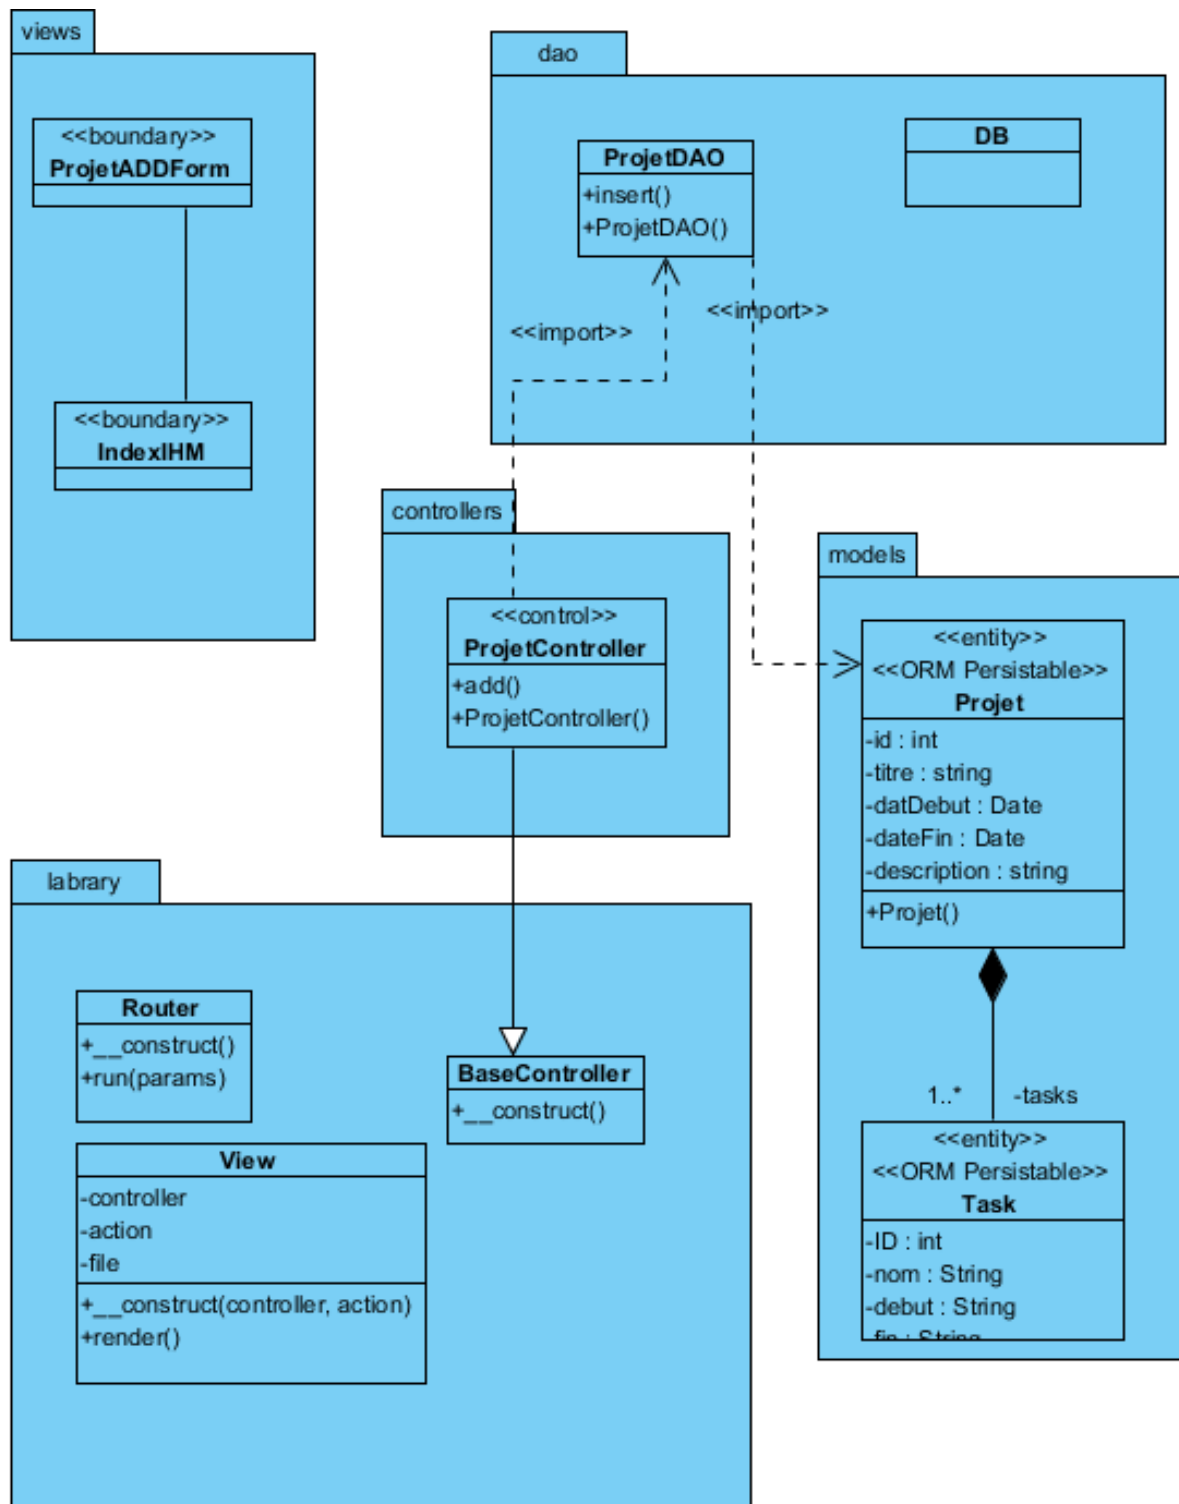 views
<<boundary>>
ProjetADDForm
<<boundary>>
IndexIHM
dao
ProjetDAO
+insert()
+ProjetDAO()
DB
<<import>>
<<import>>
controllers
<<control>>
ProjetController
+add()
+ProjetController()
models
<<entity>>
<<ORM Persistable>>
Projet
-id : int
-titre : string
-datDebut : Date
-dateFin : Date
-description : string
+Projet()
1..*
-tasks
<<entity>>
<<ORM Persistable>>
Task
-ID : int
-nom : String
-debut : String
-fin : String
labrary
Router
+__construct()
+run(params)
BaseController
+__construct()
View
-controller
-action
-file
+__construct(controller, action)
+render()